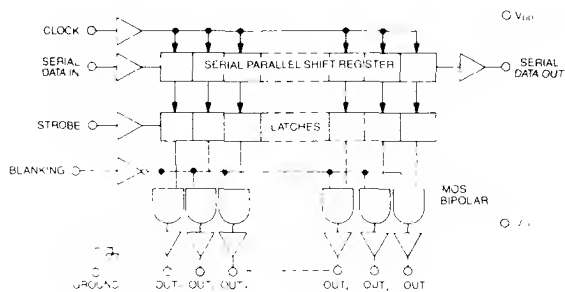 CLOCK
V_DD
SERIAL DATA IN
SERIAL PARALLEL SHIFT REGISTER
SERIAL DATA OUT
STROBE
LATCHES
BLANKING
MOS
BIPOLAR
GROUND
OUT
OUT
OUT
OUT
OUT
OUT